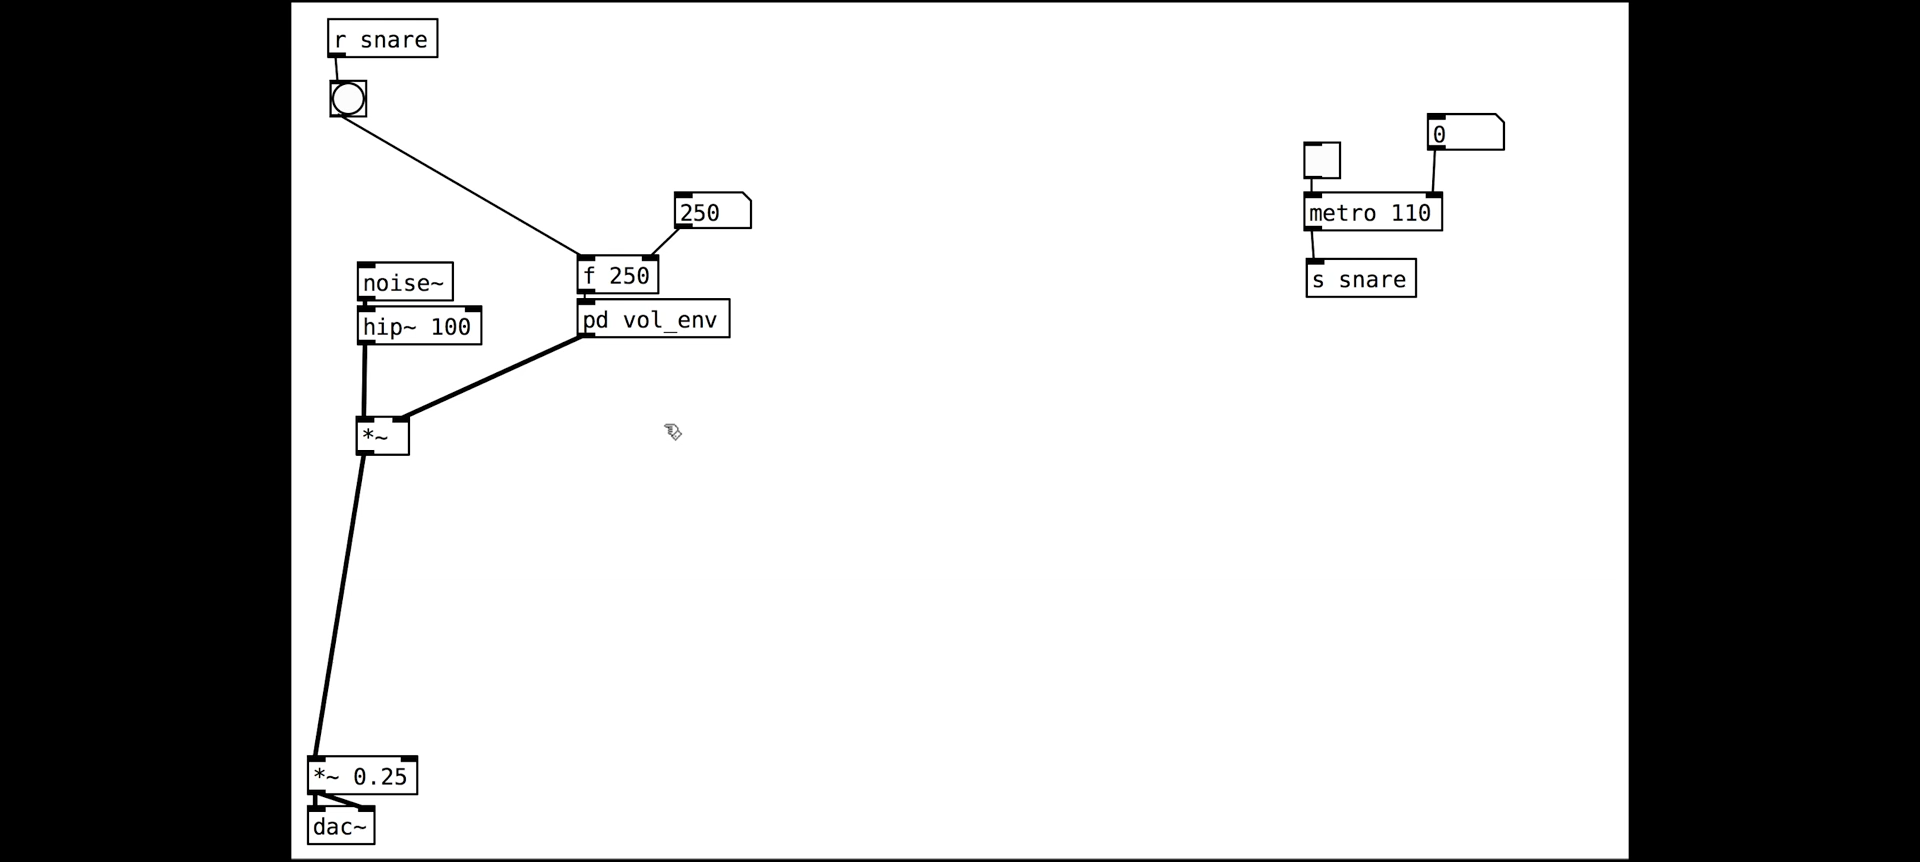 r snare
0
250
metro 110
noise~
f 250
s snare
hip~ 100
pd vol_env
*~
*~ 0.25
dac~